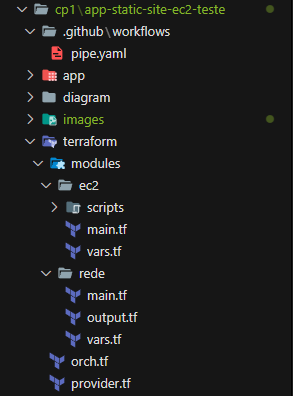 cp1\app-static-site-ec2-teste
.github\workflows
pipe.yaml
app
diagram
images
terraform
modules
ec2
scripts
main.tf
vars.tf
rede
main.tf
output.tf
vars.tf
orch.tf
provider.tf